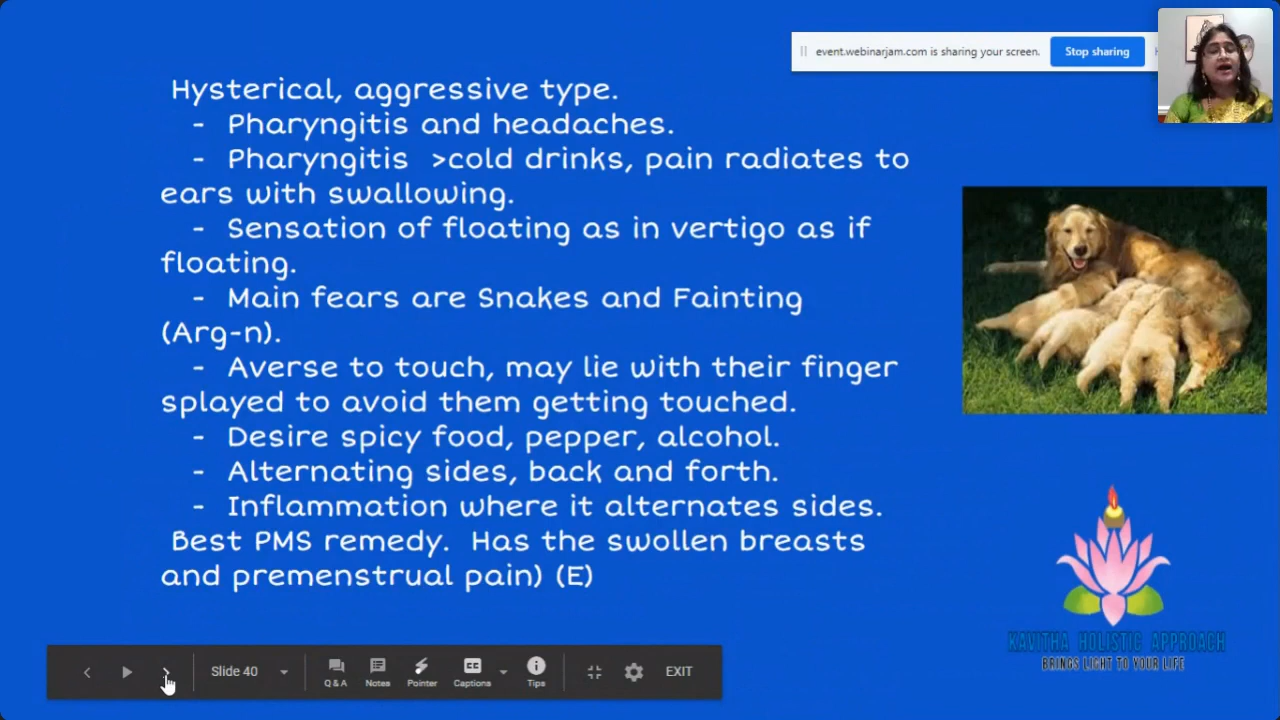 event.webinarjam.com is sharing your screen.
Stop sharing
Hysterical, aggressive type.
- Pharyngitis and headaches.
- Pharyngitis >cold drinks, pain radiates to
ears with swallowing.
- Sensation of floating as in vertigo as if
floating.
- Main fears are Snakes and Fainting
(Arg-n).
- Averse to touch, may lie with their finger
splayed to avoid them getting touched.
- Desire spicy food, pepper, alcohol.
- Alternating sides, back and forth.
- Inflammation where it alternates sides.
Best PMS remedy. Has the swollen breasts
and premenstrual pain) (E)
KAVITHA HOLISTIC APPROACH
BRINGS LIGHT TO YOUR LIFE
Slide 40
Q & A
Notes
Pointer
CC
Captions
Tips
EXIT